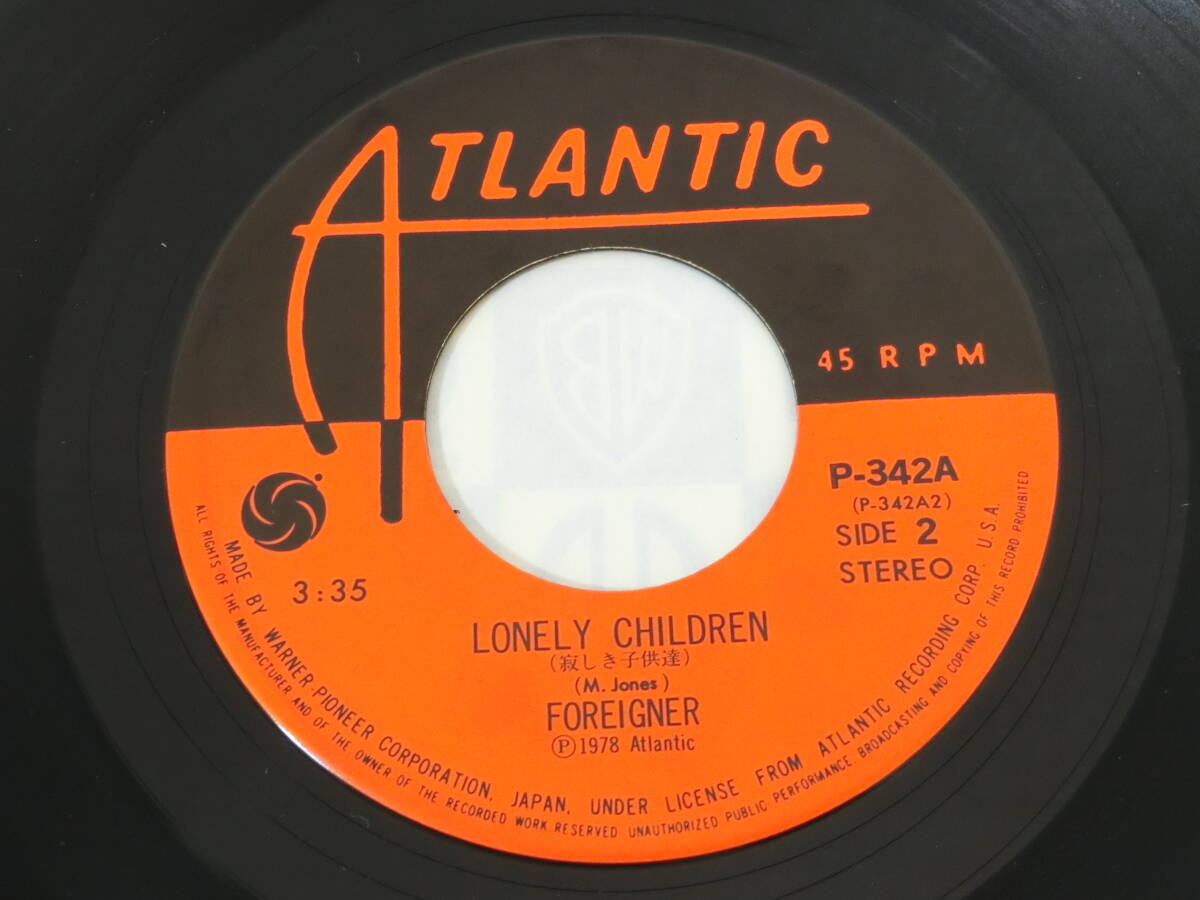 ATLANTIC
45 RPM
P-342A
(P-342A2)
SIDE 2
STEREO
3:35
LONELY CHILDREN
(寂しき子供達)
(M. Jones)
FOREIGNER
Ⓟ1978 Atlantic
MADE BY WARNER-PIONEER CORPORATION, JAPAN, UNDER LICENSE FROM ATLANTIC RECORDING CORP. U.S.A.
ALL RIGHTS OF THE MANUFACTURER AND OF THE OWNER OF THE RECORDED WORK RESERVED UNAUTHORIZED PUBLIC PERFORMANCE, BROADCASTING AND COPYING OF THIS RECORD PROHIBITED